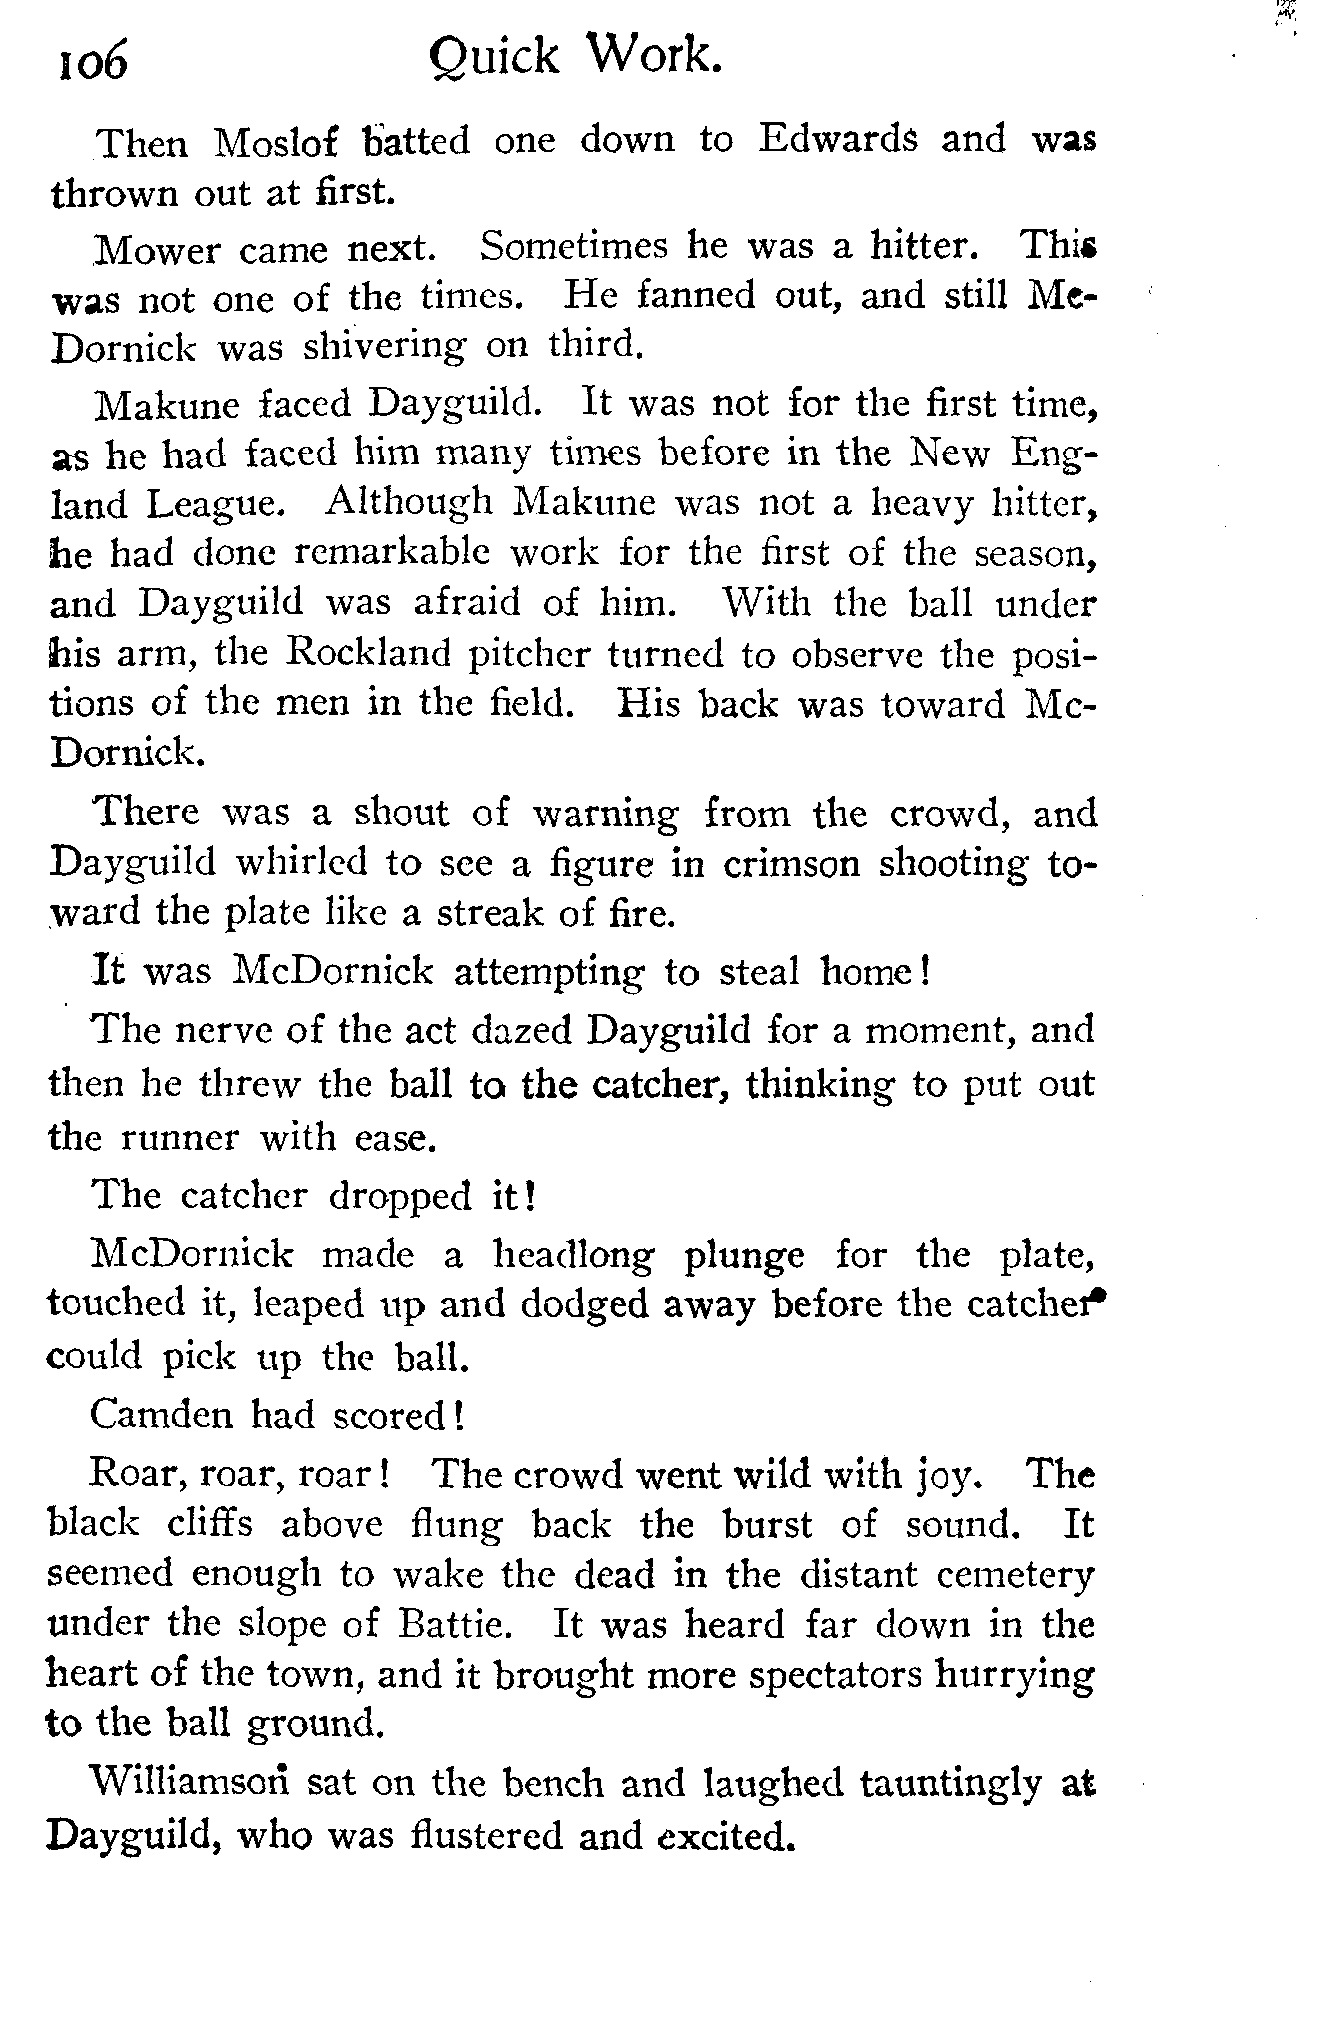 106 Quick Work.
Then Moslof batted one down to Edwards and was
thrown out at first.
Mower came next. Sometimes he was a hitter. This
was not one of the times. He fanned out, and still Mc-
Dornick was shivering on third.
Makune faced Dayguild. It was not for the first time,
as he had faced him many times before in the New Eng-
land League. Although Makune was not a heavy hitter,
he had done remarkable work for the first of the season,
and Dayguild was afraid of him. With the ball under
his arm, the Rockland pitcher turned to observe the posi-
tions of the men in the field. His back was toward Mc-
Dornick.
There was a shout of warning from the crowd, and
Dayguild whirled to see a figure in crimson shooting to-
ward the plate like a streak of fire.
It was McDornick attempting to steal home!
The nerve of the act dazed Dayguild for a moment, and
then he threw the ball to the catcher, thinking to put out
the runner with ease.
The catcher dropped it!
McDornick made a headlong plunge for the plate,
touched it, leaped up and dodged away before the catcher
could pick up the ball.
Camden had scored!
Roar, roar, roar! The crowd went wild with joy. The
black cliffs above flung back the burst of sound. It
seemed enough to wake the dead in the distant cemetery
under the slope of Battie. It was heard far down in the
heart of the town, and it brought more spectators hurrying
to the ball ground.
Williamson sat on the bench and laughed tauntingly at
Dayguild, who was flustered and excited.